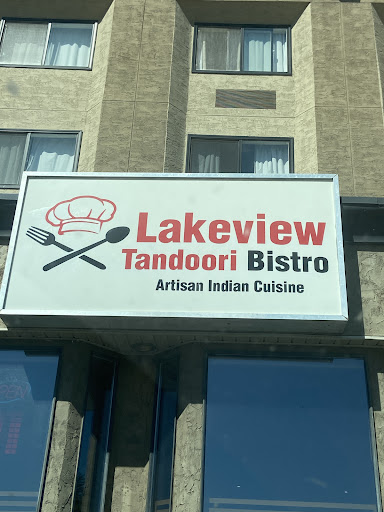 Lakeview
Tandoori Bistro
Artisan Indian Cuisine